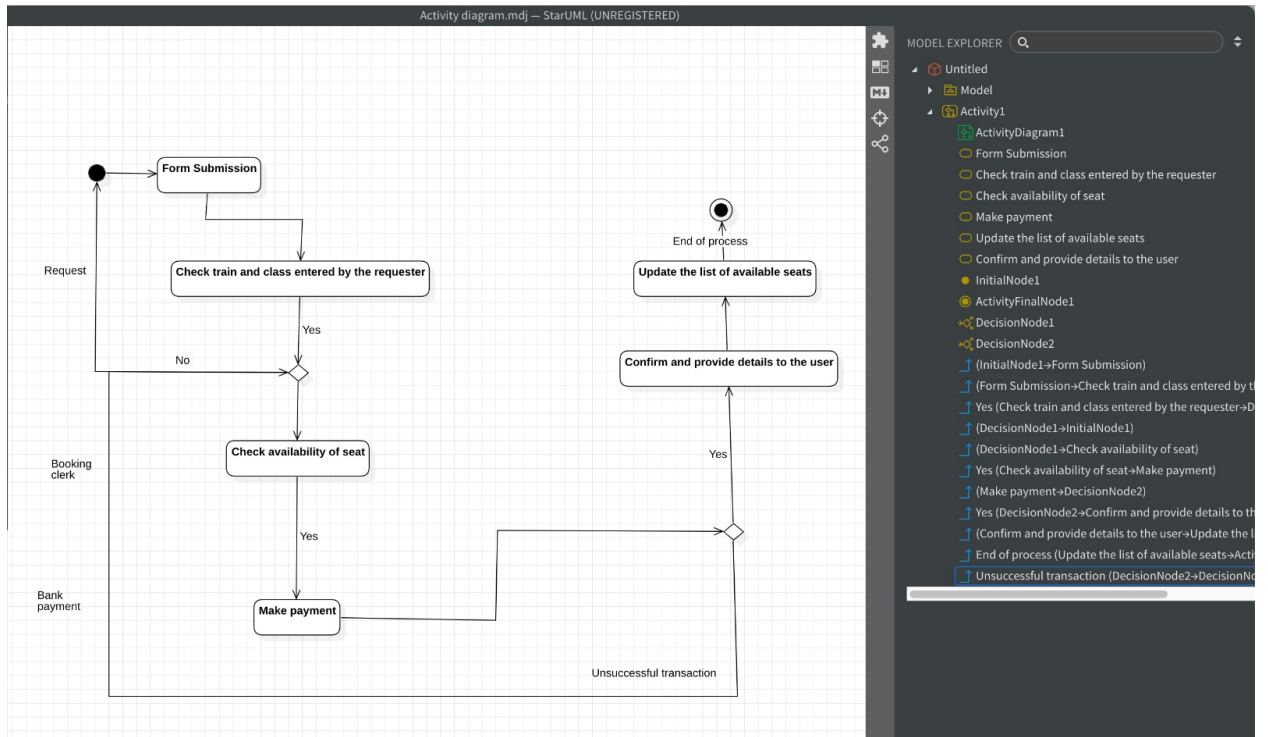 Activity diagram.mdj — StarUML (UNREGISTERED)
Form Submission
End of process
Request
Check train and class entered by the requester
Update the list of available seats
Yes
No
Confirm and provide details to the user
Check availability of seat
Yes
Booking
clerk
Yes
Bank
payment
Make payment
Unsuccessful transaction
MODEL EXPLORER
Untitled
Model
Activity1
ActivityDiagram1
Form Submission
Check train and class entered by the requester
Check availability of seat
Make payment
Update the list of available seats
Confirm and provide details to the user
InitialNode1
ActivityFinalNode1
DecisionNode1
DecisionNode2
(InitialNode1→Form Submission)
(Form Submission→Check train and class entered by t
Yes (Check train and class entered by the requester→D
(DecisionNode1→InitialNode1)
(DecisionNode1→Check availability of seat)
Yes (Check availability of seat→Make payment)
(Make payment→DecisionNode2)
Yes (DecisionNode2→Confirm and provide details to th
(Confirm and provide details to the user→Update the l
End of process (Update the list of available seats→Acti
Unsuccessful transaction (DecisionNode2→DecisionNo